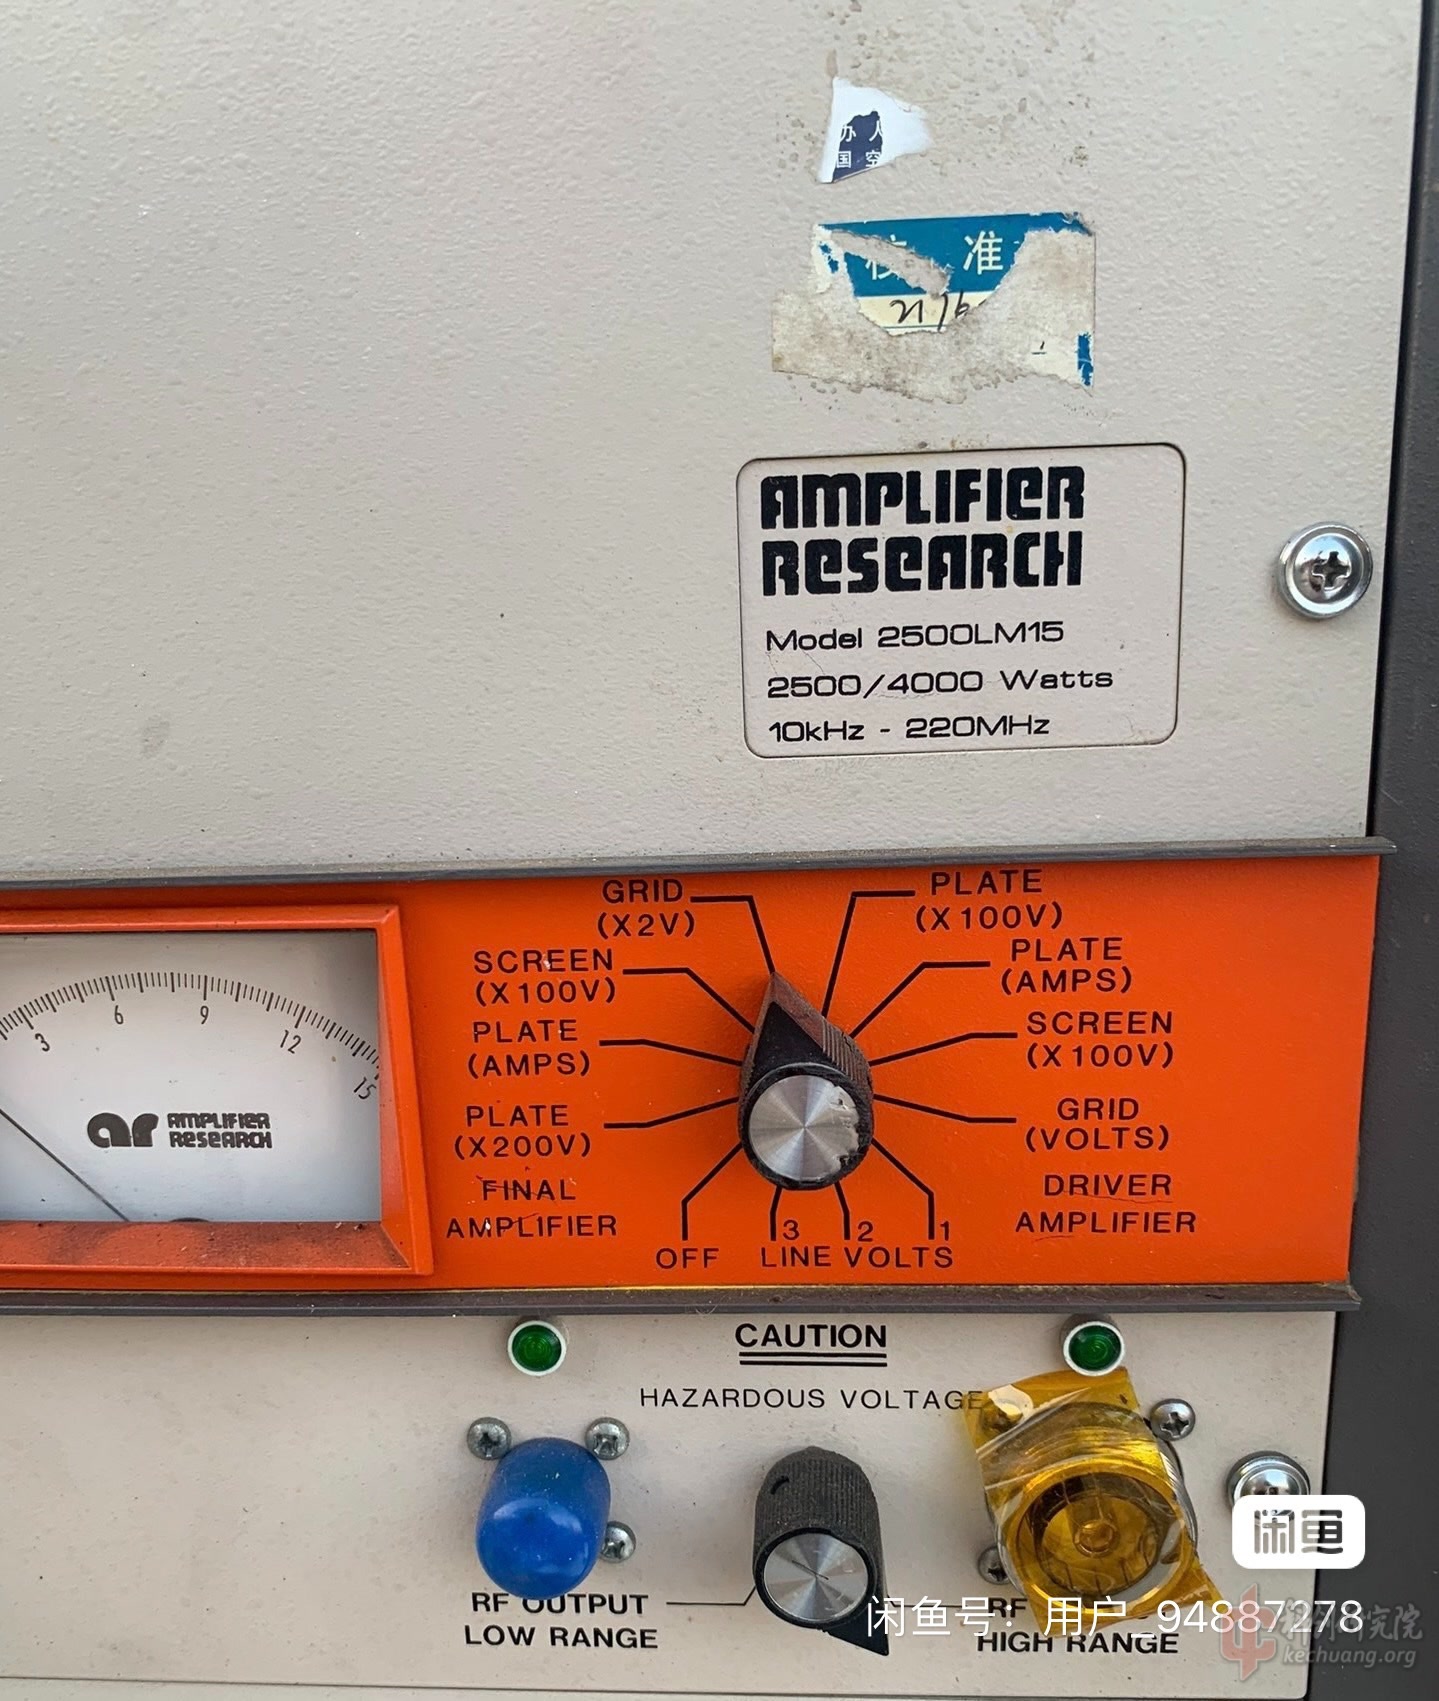 办 人
国 空
校 准
AMPLIFIER
RESEARCH
Model 2500LM15
2500/4000 Watts
10kHz - 220MHz
GRID
(X2V)
SCREEN
(X100V)
PLATE
(AMPS)
PLATE
(X200V)
FINAL
AMPLIFIER
PLATE
(X100V)
PLATE
(AMPS)
SCREEN
(X100V)
GRID
(VOLTS)
DRIVER
AMPLIFIER
3 6 9 12 15
ar AMPLIFIER
RESEARCH
3 2 1
OFF LINE VOLTS
CAUTION
HAZARDOUS VOLTAGE
RF OUTPUT
LOW RANGE
RF
HIGH RANGE
闲鱼
闲鱼号：用户_94887278
kechuang.org